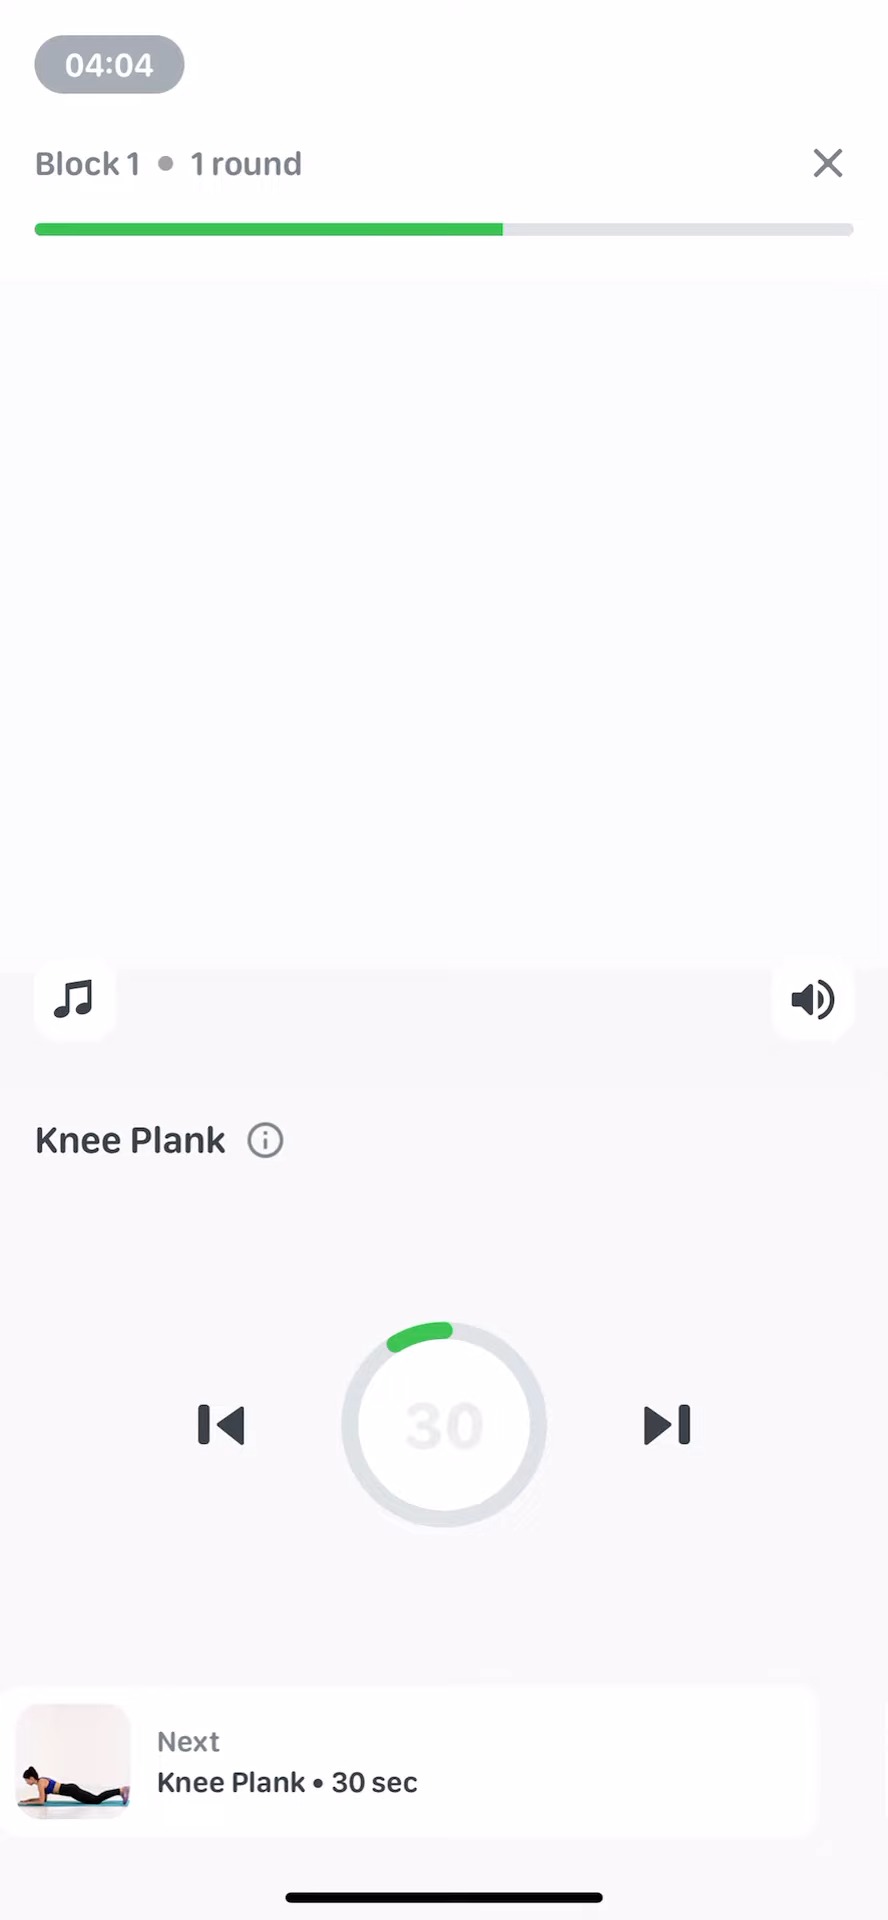 04:04
Block 1 • 1 round
Knee Plank
30
Next
Knee Plank • 30 sec